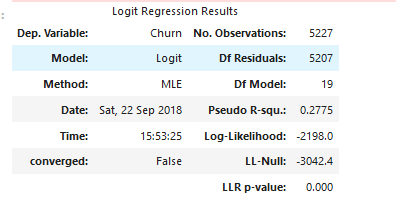 Logit Regression Results
Dep. Variable: Churn No. Observations: 5227
Model: Logit Df Residuals: 5207
Method: MLE Df Model: 19
Date: Sat, 22 Sep 2018 Pseudo R-squ.: 0.2775
Time: 15:53:25 Log-Likelihood: -2198.0
converged: False LL-Null: -3042.4
LLR p-value: 0.000